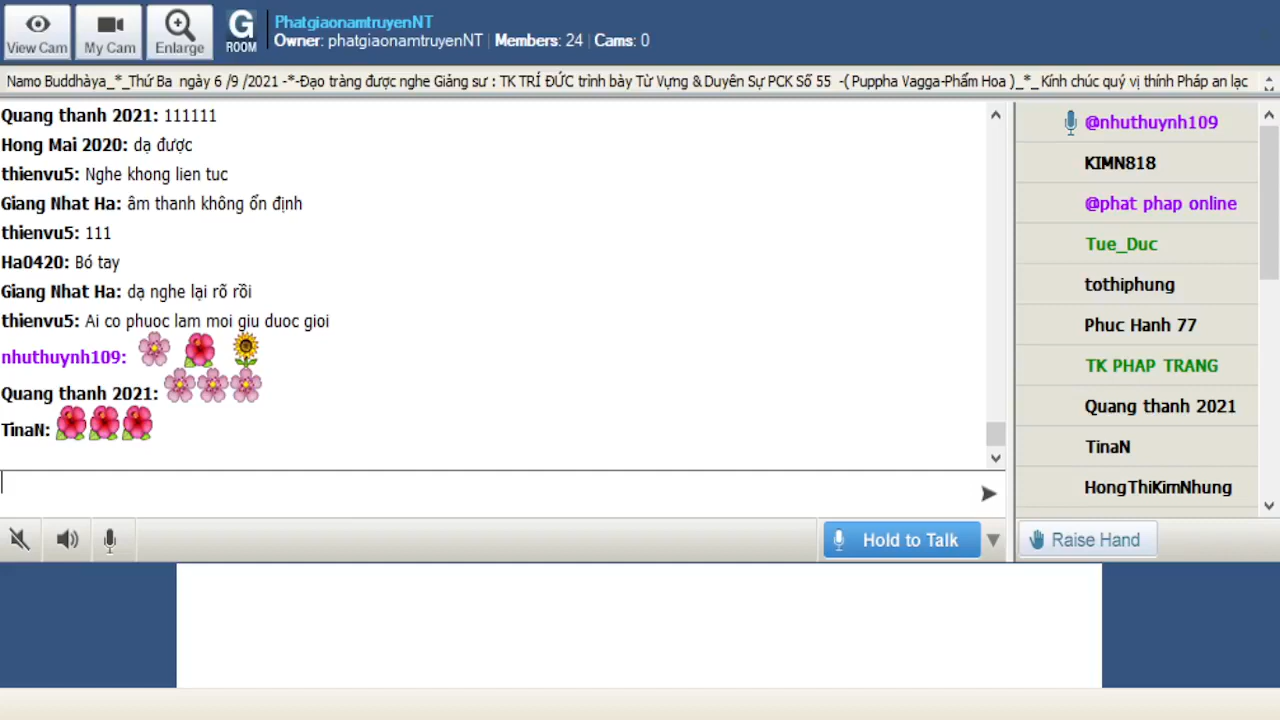 View Cam
My Cam
Enlarge
G
ROOM
PhatgiaonamtruyenNT
Owner: phatgiaonamtruyenNT | Members: 24 | Cams: 0
Namo Buddhàya_*_Thứ Ba ngày 6 /9 /2021 -*-Đạo tràng được nghe Giảng sư : TK TRÍ ĐỨC trình bày Từ Vựng & Duyên Sự PCK Số 55 -( Puppha Vagga-Phẩm Hoa )_*_ Kính chúc quý vị thính Pháp an lạc
Quang thanh 2021: 111111
Hong Mai 2020: dạ được
thienvu5: Nghe khong lien tuc
Giang Nhat Ha: âm thanh không ổn định
thienvu5: 111
Ha0420: Bó tay
Giang Nhat Ha: dạ nghe lại rõ rồi
thienvu5: Ai co phuoc lam moi giu duoc gioi
nhuthuynh109:
Quang thanh 2021:
TinaN:
@nhuthuynh109
KIMN818
@phat phap online
Tue_Duc
tothiphung
Phuc Hanh 77
TK PHAP TRANG
Quang thanh 2021
TinaN
HongThiKimNhung
Hold to Talk
Raise Hand